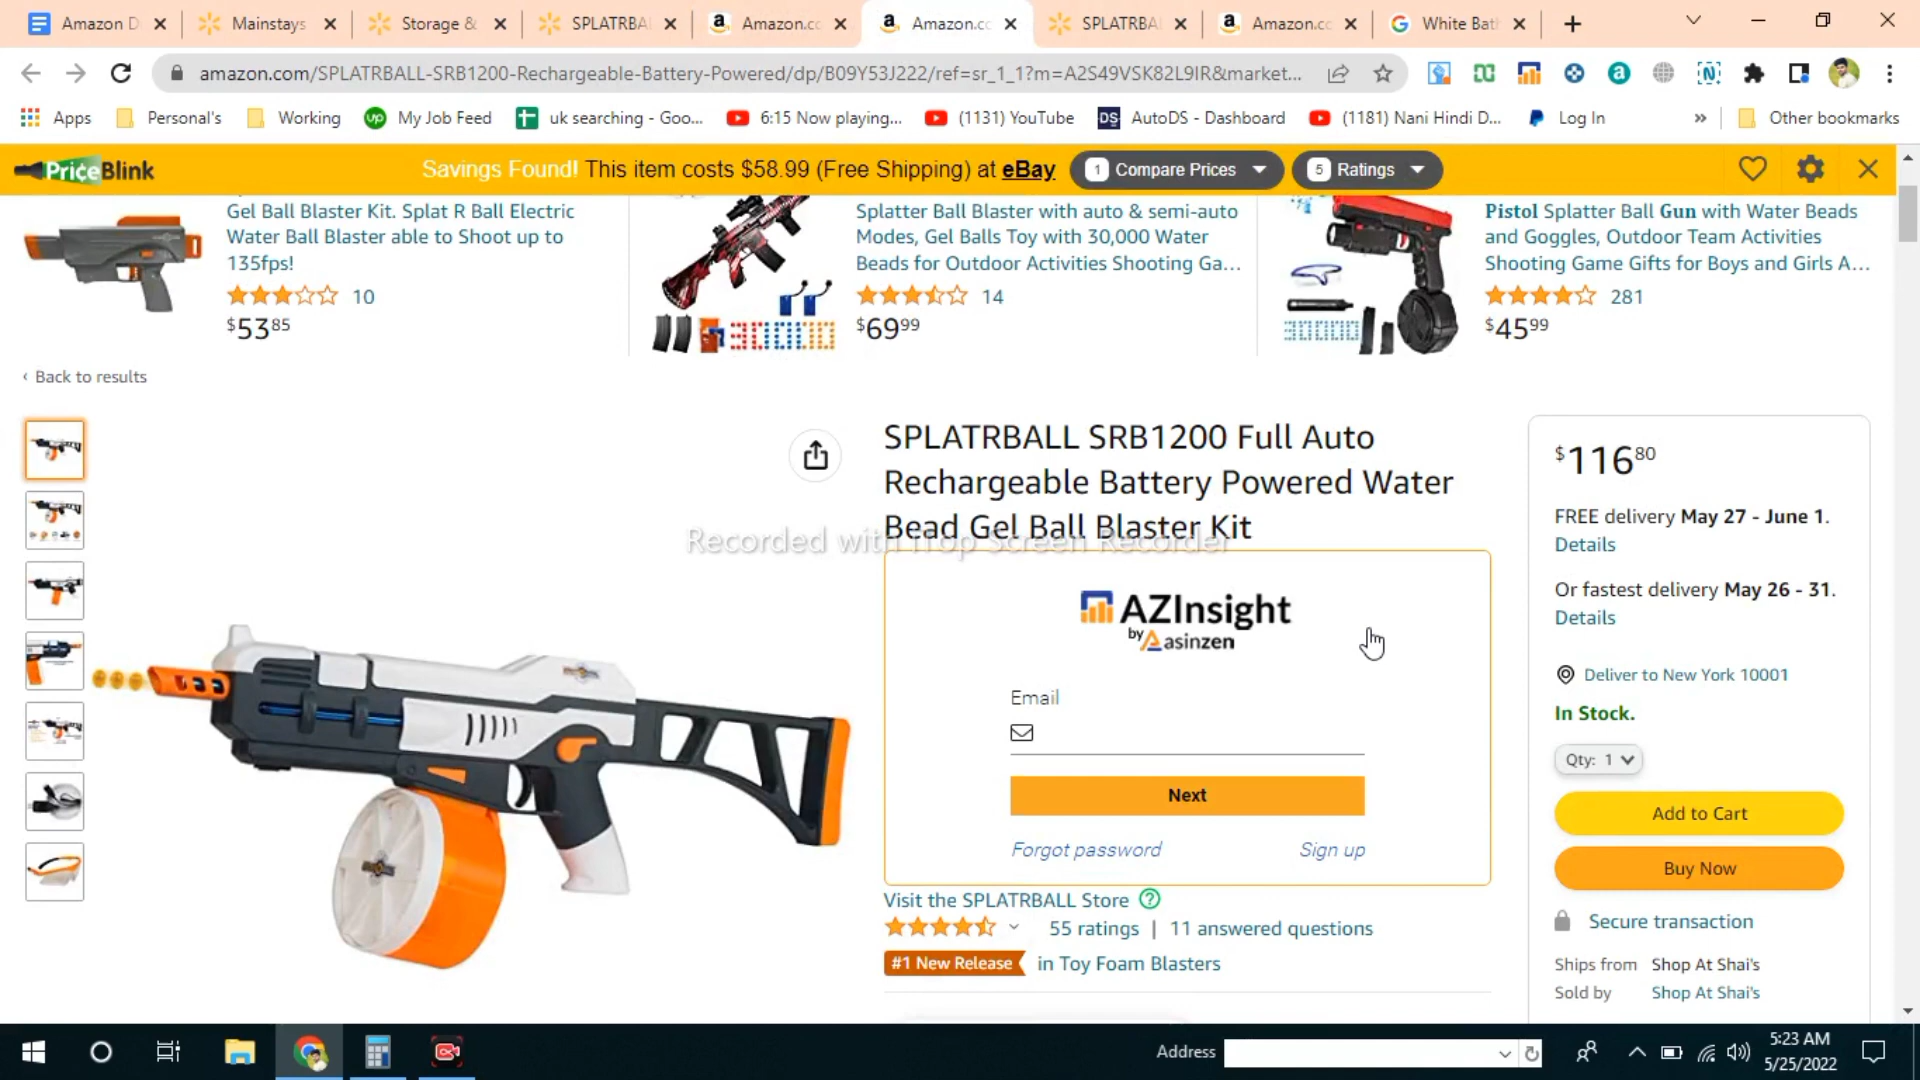 Amazon D
Mainstays
Storage &
SPLATRBA
Amazon.co
Amazon.co
SPLATRBA
Amazon.co
White Bat
amazon.com/SPLATRBALL-SRB1200-Rechargeable-Battery-Powered/dp/B09Y53J222/ref=sr_1_1?m=A2S49VSK82L9IR&market...
Apps
Personal's
Working
My Job Feed
uk searching - Goo...
6:15 Now playing...
(1131) YouTube
DS AutoDS - Dashboard
(1181) Nani Hindi D...
Log In
»
Other bookmarks
PriceBlink
Savings Found! This item costs $58.99 (Free Shipping) at eBay
1 Compare Prices
5 Ratings
Gel Ball Blaster Kit. Splat R Ball Electric
Water Ball Blaster able to Shoot up to
135fps!
10
$5385
Splatter Ball Blaster with auto & semi-auto
Modes, Gel Balls Toy with 30,000 Water
Beads for Outdoor Activities Shooting Ga...
14
$6999
Pistol Splatter Ball Gun with Water Beads
and Goggles, Outdoor Team Activities
Shooting Game Gifts for Boys and Girls A...
281
$4599
30000
‹ Back to results
SPLATRBALL SRB1200 Full Auto
Rechargeable Battery Powered Water
Bead Gel Ball Blaster Kit
Recorded with iTop Screen Recorder
AZInsight
by asinzen
Email
Next
Forgot password
Sign up
Visit the SPLATRBALL Store
55 ratings | 11 answered questions
#1 New Release in Toy Foam Blasters
$11680
FREE delivery May 27 - June 1.
Details
Or fastest delivery May 26 - 31.
Details
Deliver to New York 10001
In Stock.
Qty: 1
Add to Cart
Buy Now
Secure transaction
Ships from Shop At Shai's
Sold by Shop At Shai's
Address
5:23 AM
5/25/2022